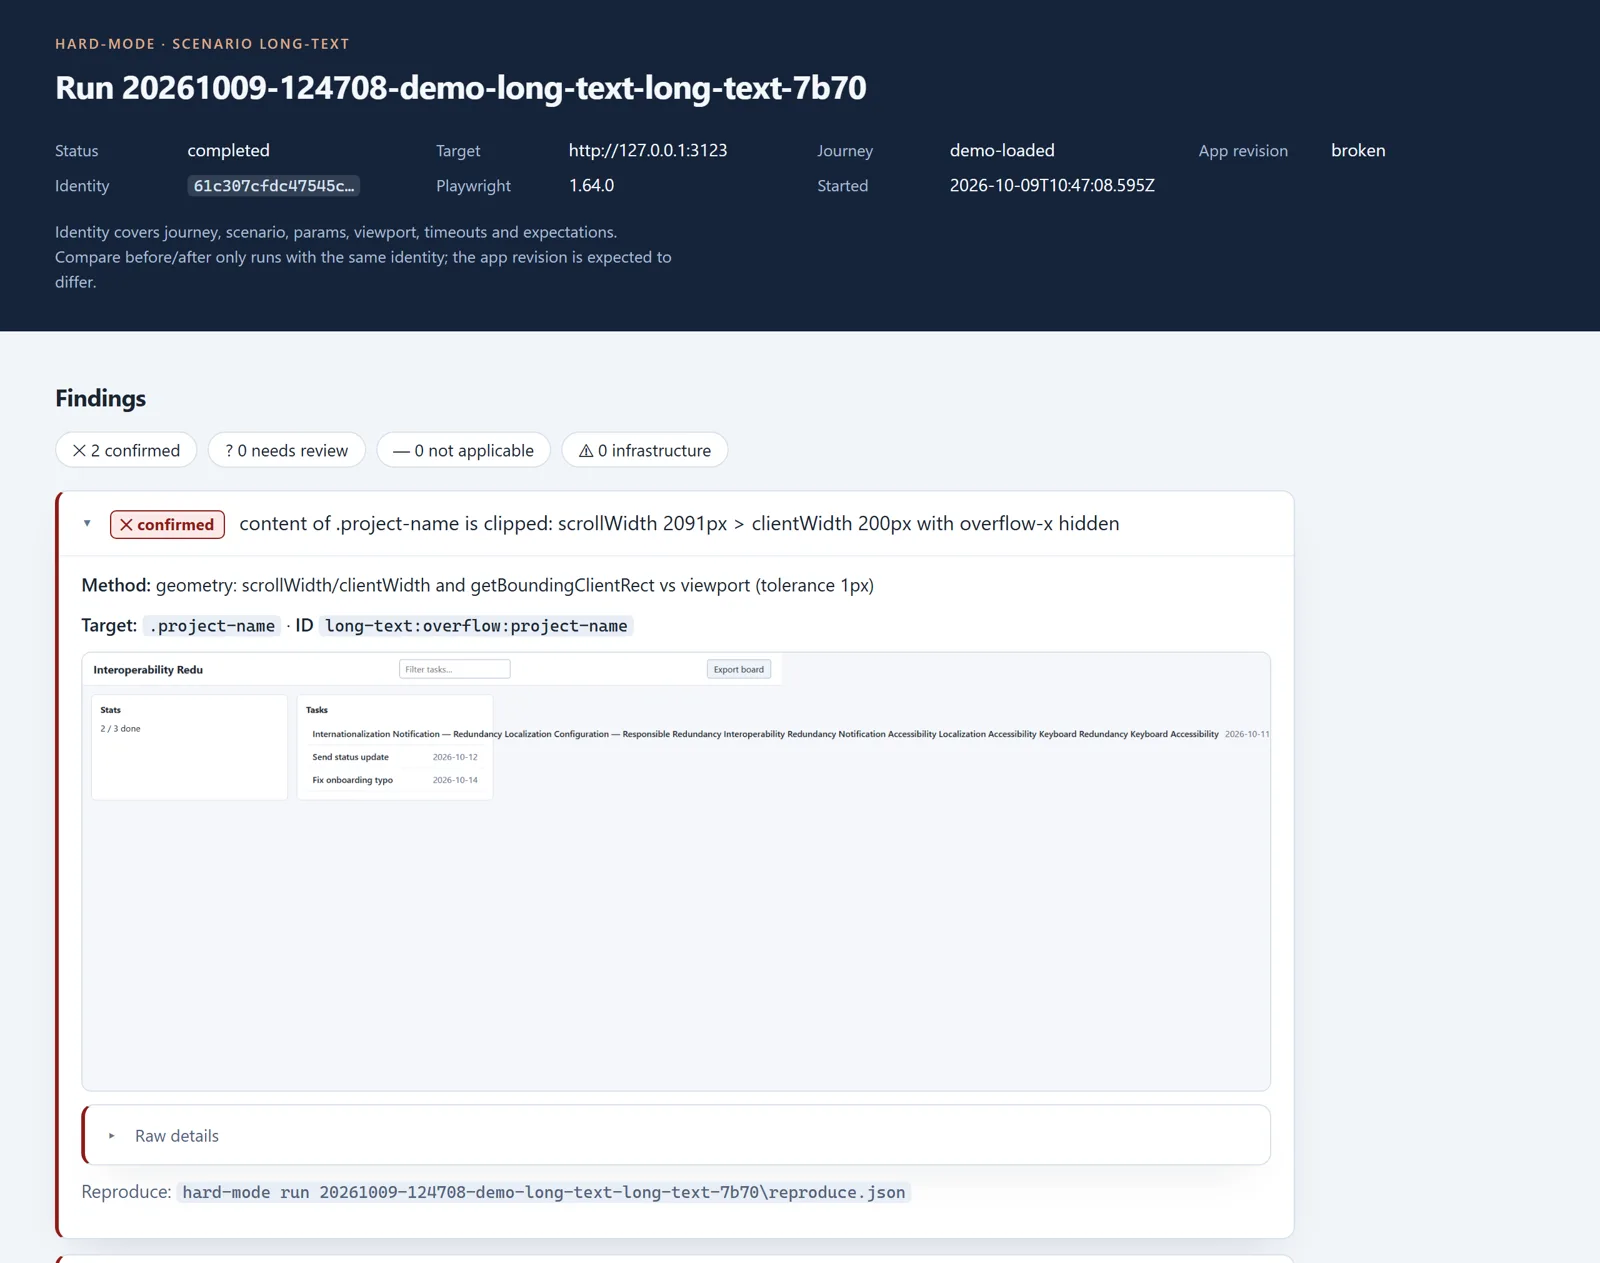 HARD-MODE · SCENARIO LONG-TEXT
Run 20261009-124708-demo-long-text-long-text-7b70
Status completed Target http://127.0.0.1:3123 Journey demo-loaded App revision broken
Identity 61c307cfdc47545c… Playwright 1.64.0 Started 2026-10-09T10:47:08.595Z
Identity covers journey, scenario, params, viewport, timeouts and expectations.
Compare before/after only runs with the same identity; the app revision is expected to
differ.
Findings
✕ 2 confirmed ? 0 needs review — 0 not applicable ⚠ 0 infrastructure
▾ ✕ confirmed content of .project-name is clipped: scrollWidth 2091px > clientWidth 200px with overflow-x hidden
Method: geometry: scrollWidth/clientWidth and getBoundingClientRect vs viewport (tolerance 1px)
Target: .project-name · ID long-text:overflow:project-name
Interoperability Redu Filter tasks... Export board
Stats Tasks
2 / 3 done
Internationalization Notification — Redundancy Localization Configuration — Responsible Redundancy Interoperability Redundancy Notification Accessibility Localization Accessibility Keyboard Redundancy Keyboard Accessibility 2026-10-11
Send status update 2026-10-12
Fix onboarding typo 2026-10-14
▸ Raw details
Reproduce: hard-mode run 20261009-124708-demo-long-text-long-text-7b70\reproduce.json